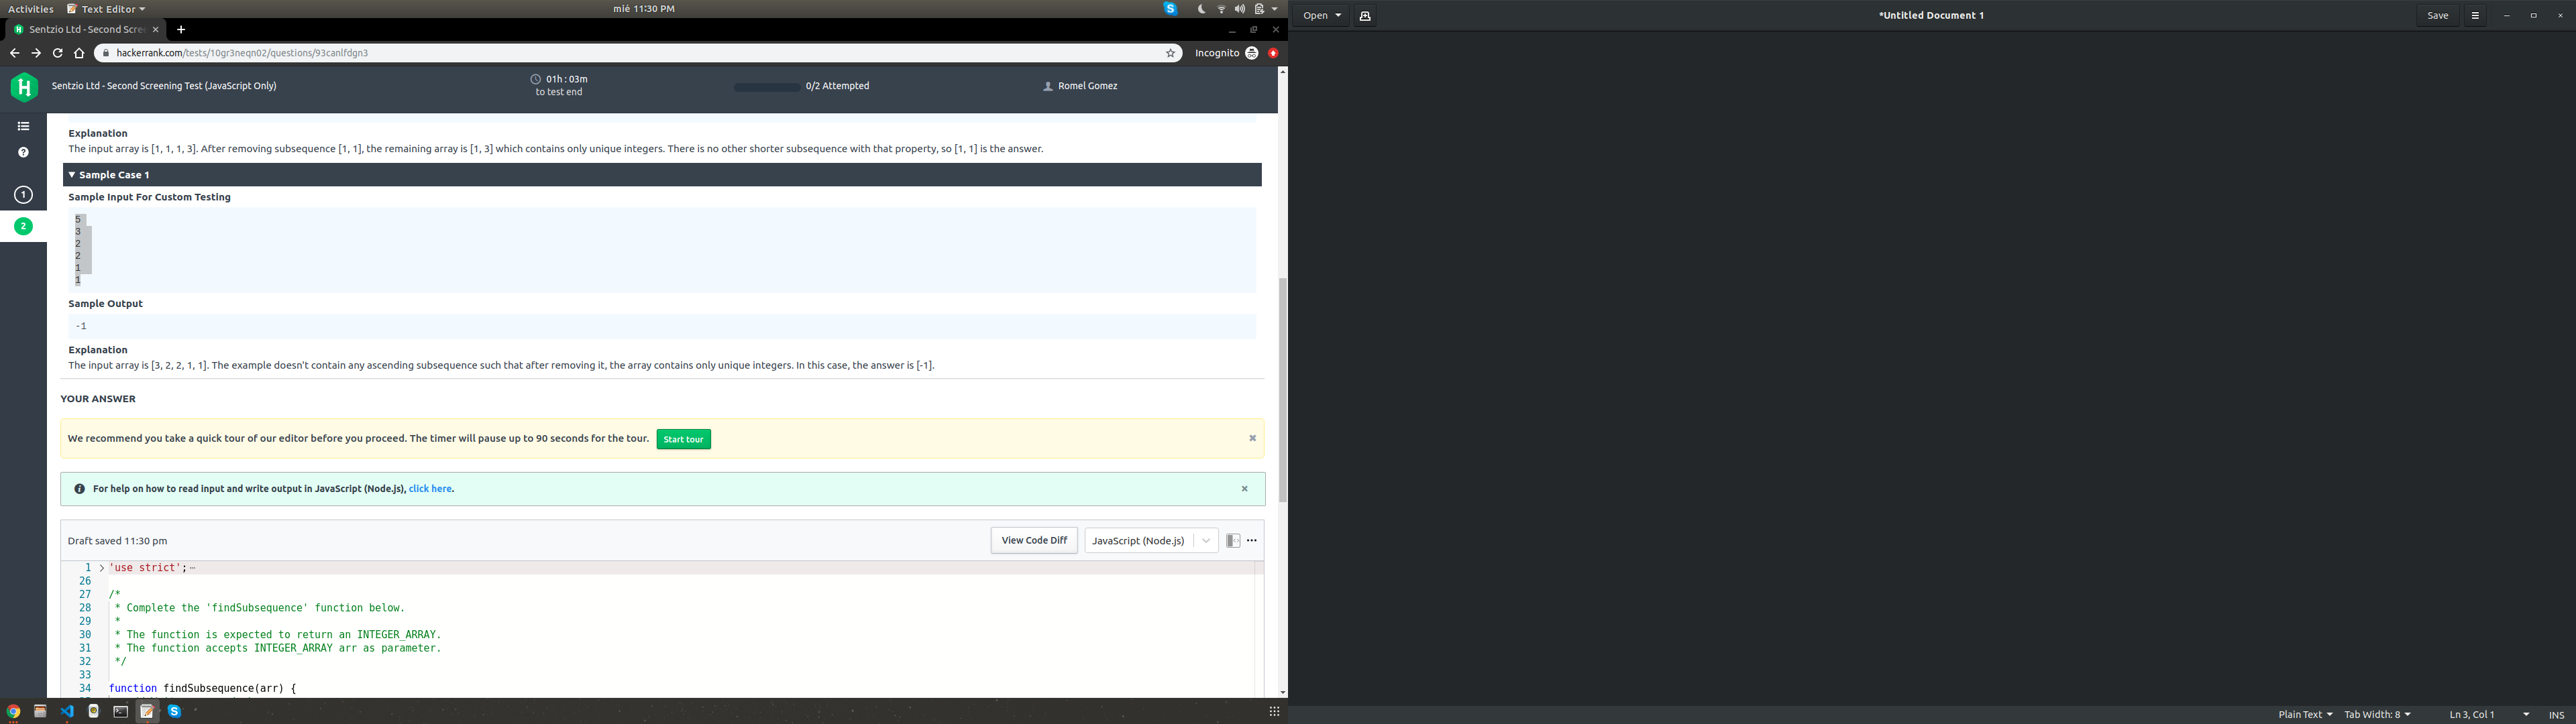 Activities Text Editor mié 11:30 PM
*Untitled Document 1
Open Save
Sentzio Ltd - Second Scree
hackerrank.com/tests/10gr3neqn02/questions/93canlfdgn3
Incognito
Sentzio Ltd - Second Screening Test (JavaScript Only)
01h : 03m
to test end
0/2 Attempted
Romel Gomez
1
2
Explanation
The input array is [1, 1, 1, 3]. After removing subsequence [1, 1], the remaining array is [1, 3] which contains only unique integers. There is no other shorter subsequence with that property, so [1, 1] is the answer.
▼ Sample Case 1
Sample Input For Custom Testing
5
3
2
2
1
1
Sample Output
-1
Explanation
The input array is [3, 2, 2, 1, 1]. The example doesn't contain any ascending subsequence such that after removing it, the array contains only unique integers. In this case, the answer is [-1].
YOUR ANSWER
We recommend you take a quick tour of our editor before you proceed. The timer will pause up to 90 seconds for the tour. Start tour
For help on how to read input and write output in JavaScript (Node.js), click here.
Draft saved 11:30 pm
View Code Diff
JavaScript (Node.js)
1 'use strict';
26
27 /*
28 * Complete the 'findSubsequence' function below.
29 *
30 * The function is expected to return an INTEGER_ARRAY.
31 * The function accepts INTEGER_ARRAY arr as parameter.
32 */
33
34 function findSubsequence(arr) {
Plain Text Tab Width: 8 Ln 3, Col 1 INS